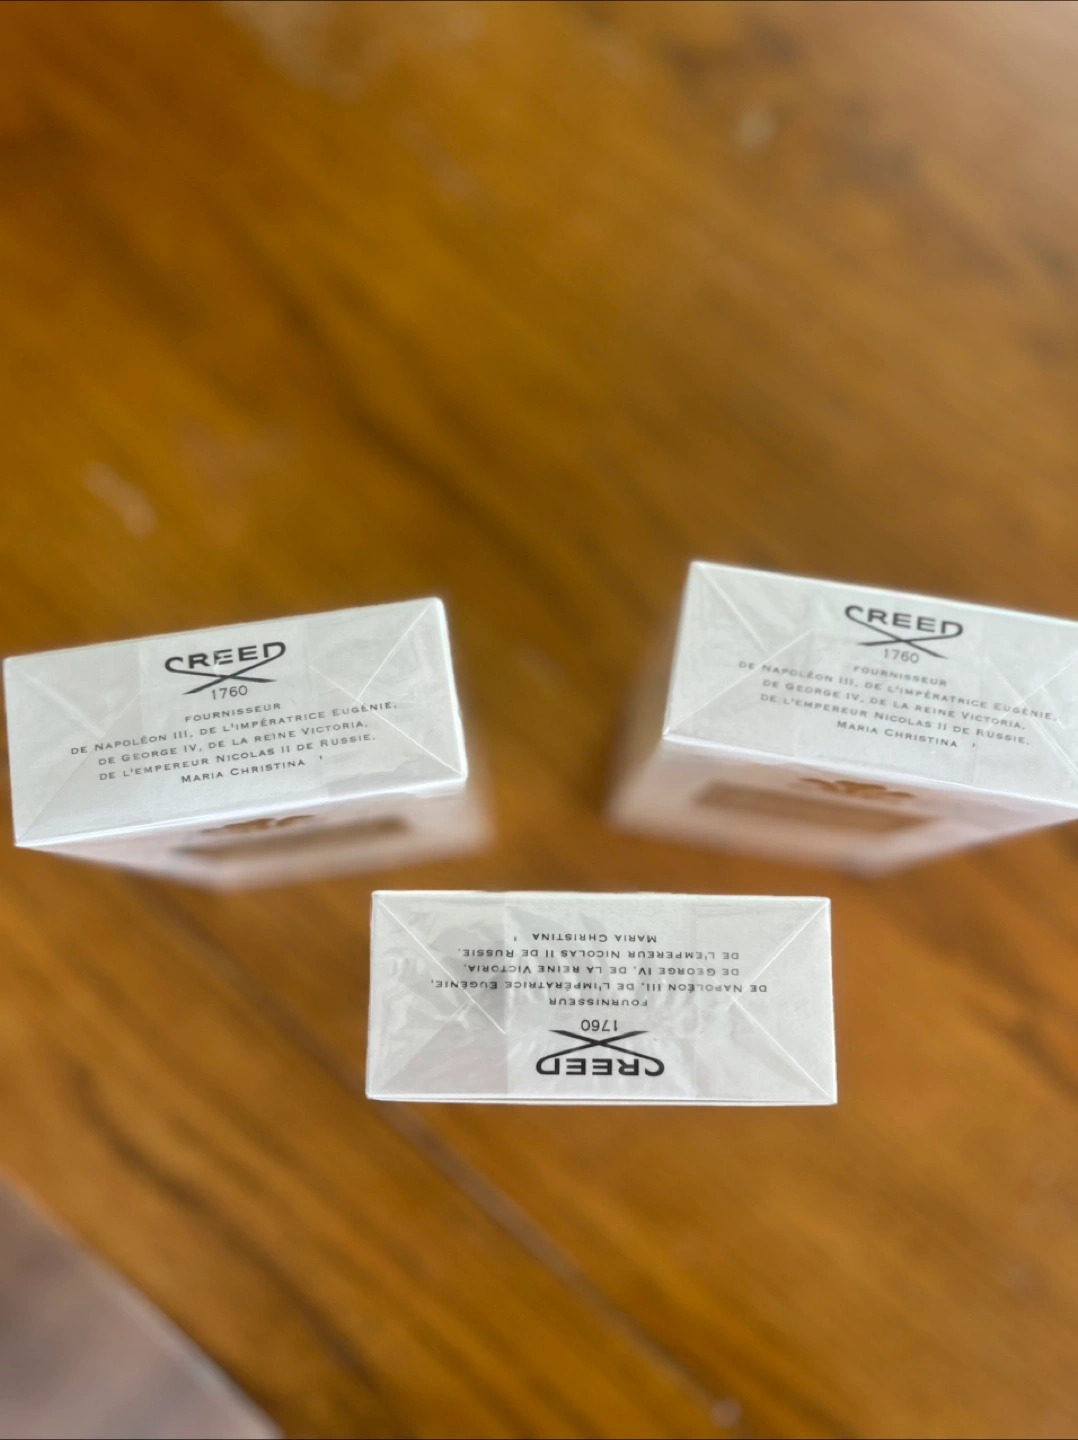 CREED
1760
FOURNISSEUR
DE NAPOLÉON III, DE L'IMPÉRATRICE EUGÉNIE,
DE GEORGE IV, DE LA REINE VICTORIA,
DE L'EMPEREUR NICOLAS II DE RUSSIE,
MARIA CHRISTINA
CREED
1760
FOURNISSEUR
DE NAPOLÉON III, DE L'IMPÉRATRICE EUGÉNIE,
DE GEORGE IV, DE LA REINE VICTORIA,
DE L'EMPEREUR NICOLAS II DE RUSSIE,
MARIA CHRISTINA
CREED
1760
FOURNISSEUR
DE NAPOLÉON III, DE L'IMPÉRATRICE EUGÉNIE,
DE GEORGE IV, DE LA REINE VICTORIA,
DE L'EMPEREUR NICOLAS II DE RUSSIE,
MARIA CHRISTINA